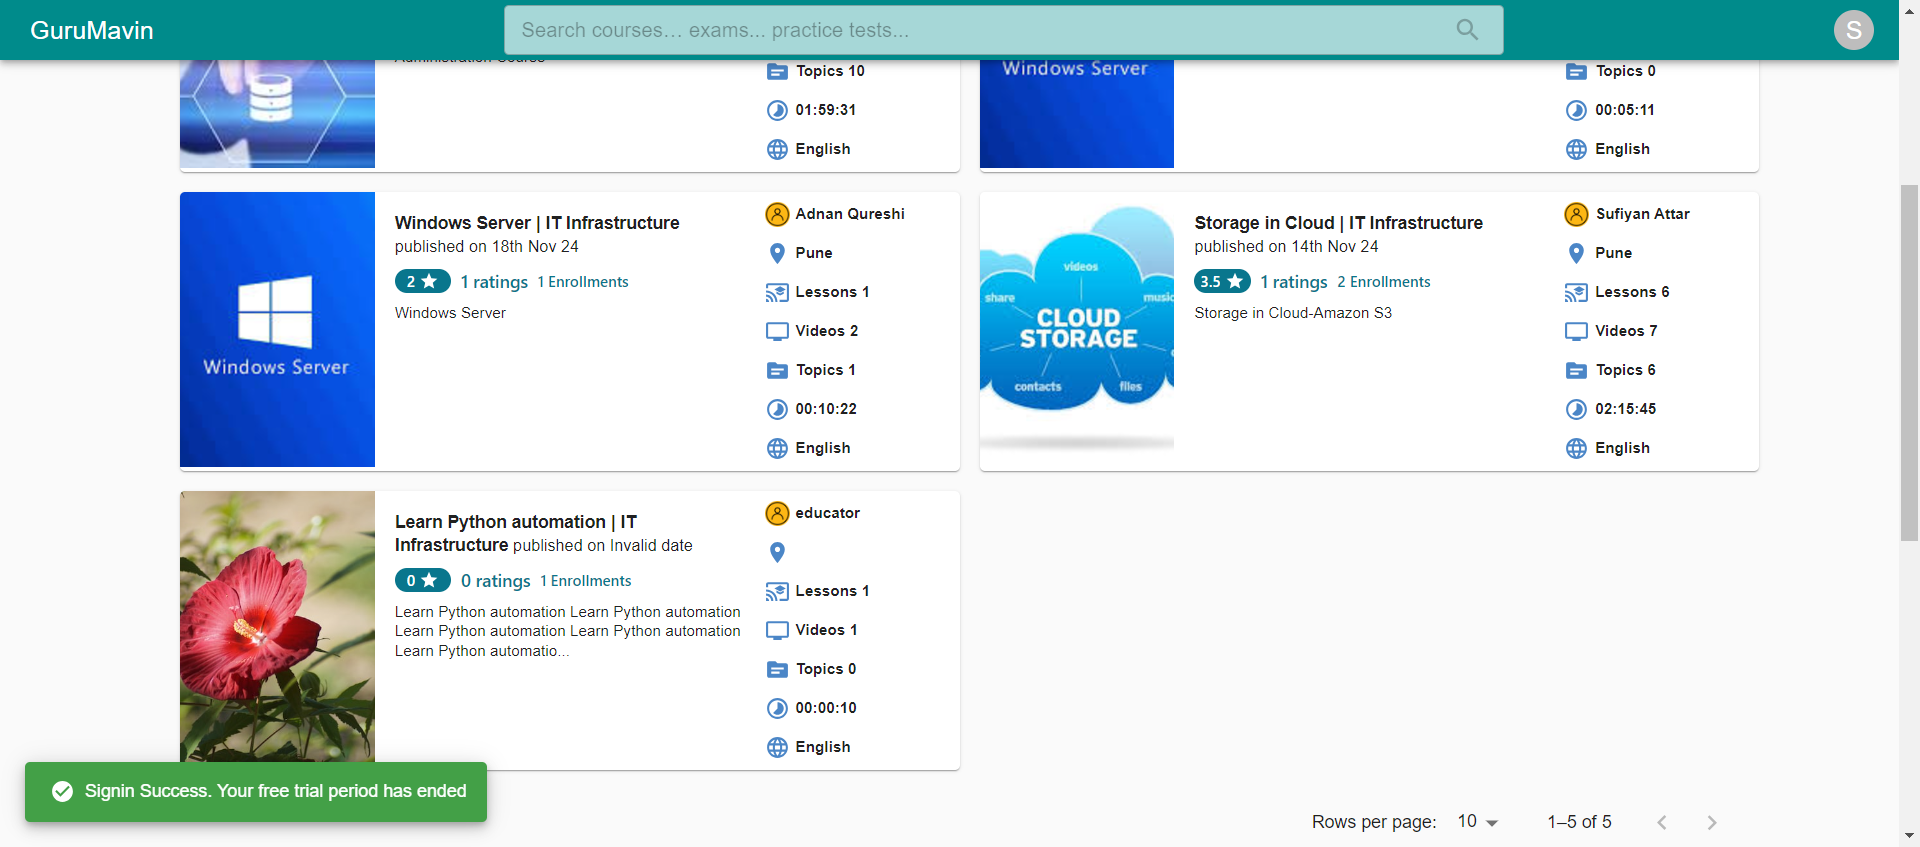 GuruMavin
Search courses… exams... practice tests...
S
Topics 10
01:59:31
English
Windows Server
Topics 0
00:05:11
English
Windows Server
Windows Server | IT Infrastructure
published on 18th Nov 24
2 1 ratings 1 Enrollments
Windows Server
Adnan Qureshi
Pune
Lessons 1
Videos 2
Topics 1
00:10:22
English
videos
share
music
CLOUD
STORAGE
contacts files
Storage in Cloud | IT Infrastructure
published on 14th Nov 24
3.5 1 ratings 2 Enrollments
Storage in Cloud-Amazon S3
Sufiyan Attar
Pune
Lessons 6
Videos 7
Topics 6
02:15:45
English
Learn Python automation | IT
Infrastructure published on Invalid date
0 0 ratings 1 Enrollments
Learn Python automation Learn Python automation
Learn Python automation Learn Python automation
Learn Python automatio...
educator
Lessons 1
Videos 1
Topics 0
00:00:10
English
Signin Success. Your free trial period has ended
Rows per page: 10 1–5 of 5